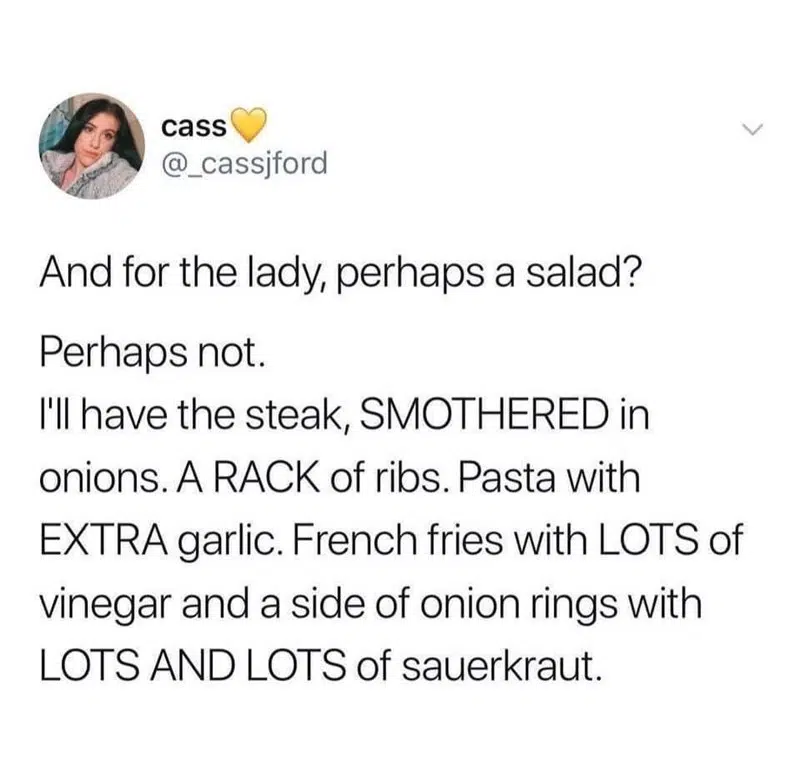 cass💛
@_cassjford
And for the lady, perhaps a salad?
Perhaps not.
I'll have the steak, SMOTHERED in
onions. A RACK of ribs. Pasta with
EXTRA garlic. French fries with LOTS of
vinegar and a side of onion rings with
LOTS AND LOTS of sauerkraut.